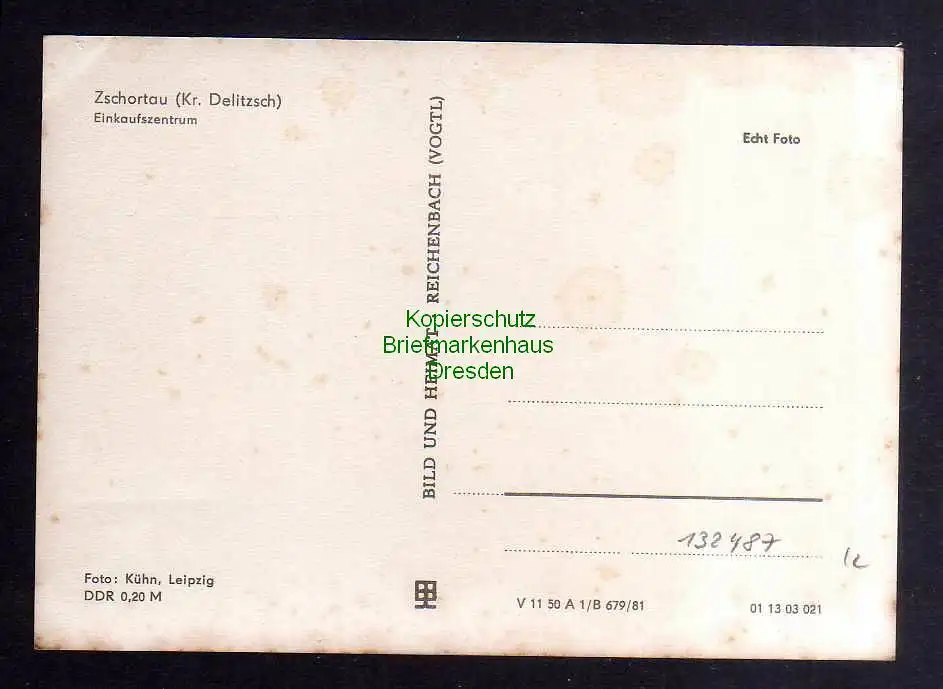 Zschortau (Kr. Delitzsch)
Einkaufszentrum
Echt Foto
BILD UND HEIMAT REICHENBACH (VOGTL)
Kopierschutz
Briefmarkenhaus
Dresden
132487
Foto: Kühn, Leipzig
DDR 0,20 M
V 11 50 A 1/B 679/81
01 13 03 021